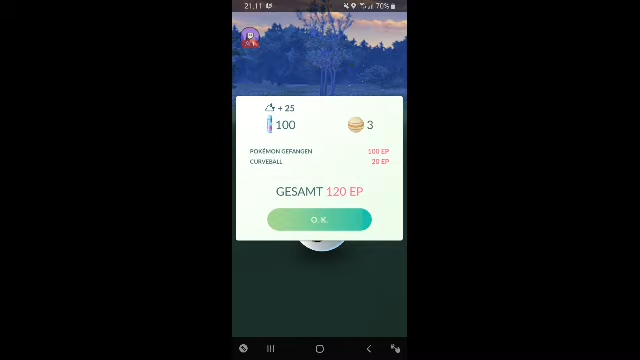 21.11
70%
+ 25
100
3
POKÉMON GEFANGEN 100 EP
CURVEBALL 20 EP
GESAMT 120 EP
O.K.